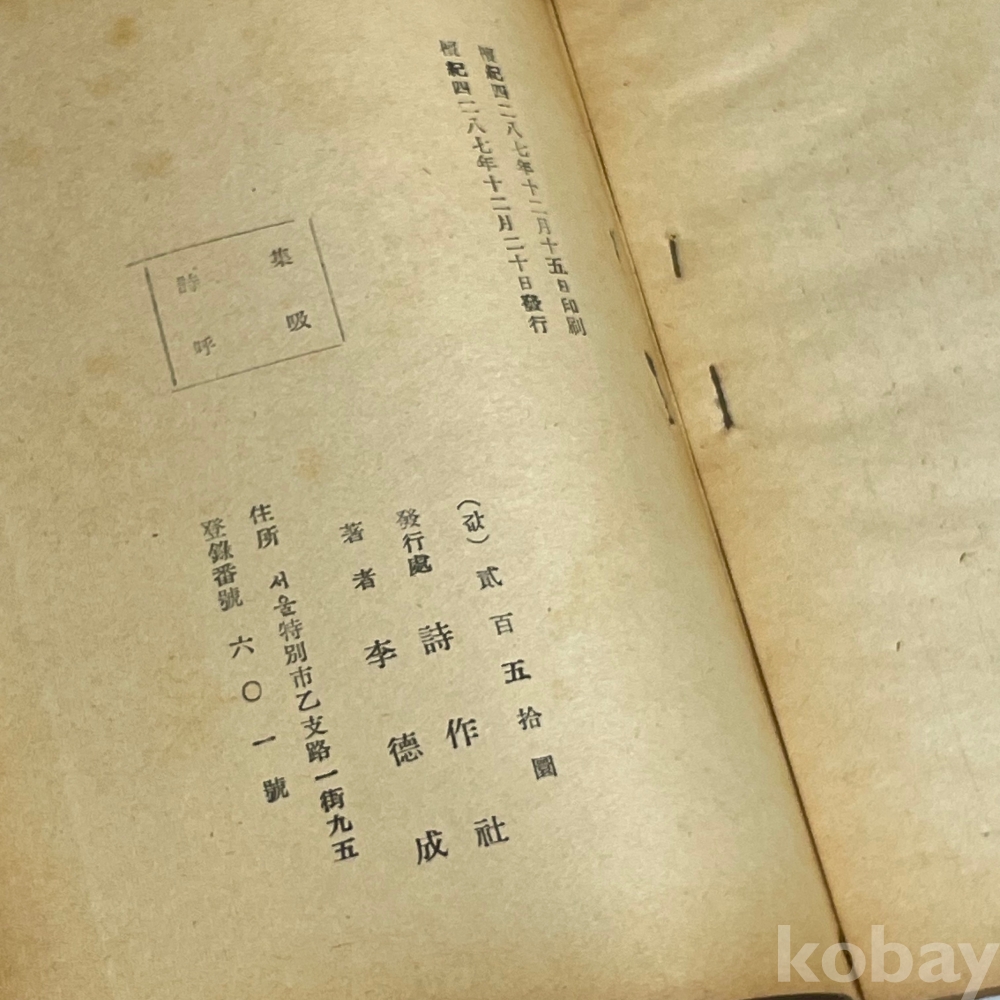 檀紀四二八七年十二月十五日印刷
檀紀四二八七年十二月二十日發行
集 吸
詩 呼
(값) 貳百五拾圜
發行處 詩作社
著者 李德成
住所 서울特別市乙支路一街九五
登錄番號 六〇一號
kobay